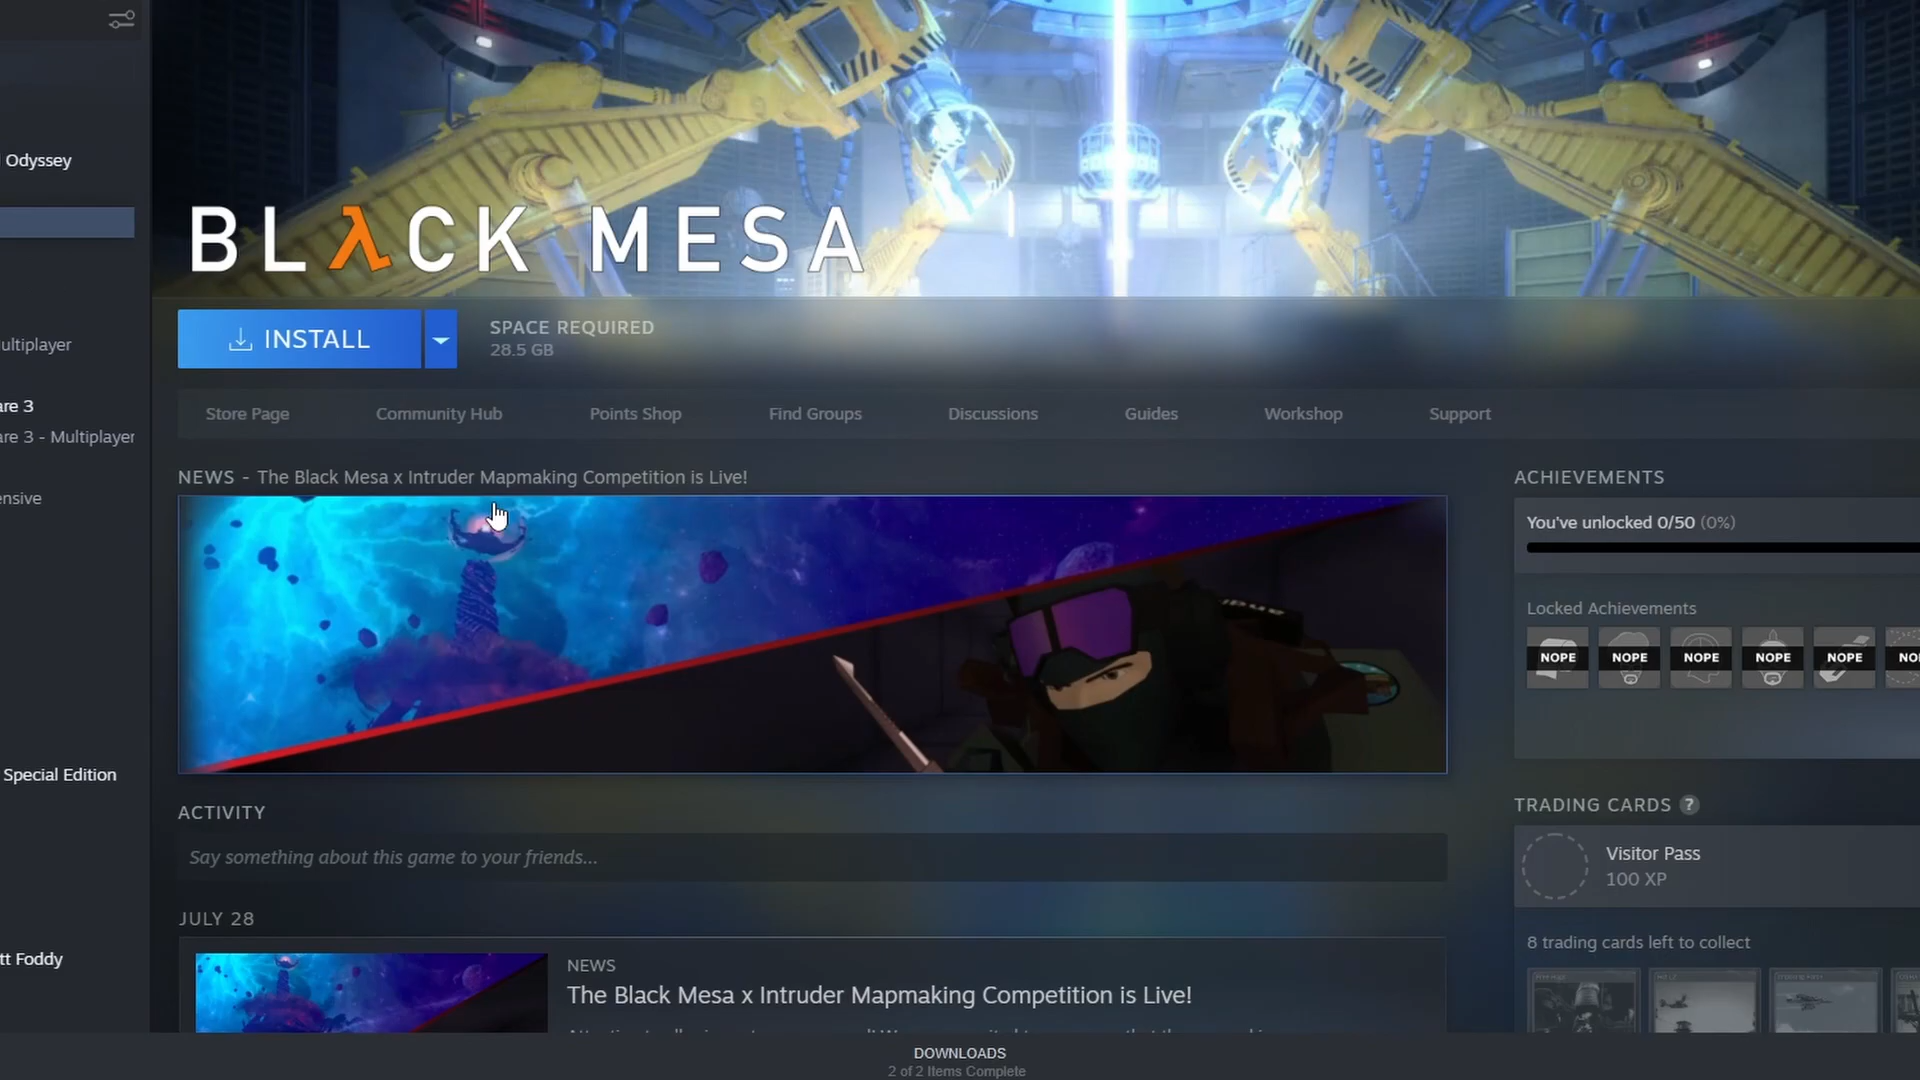 Odyssey
ultiplayer
are 3
are 3 - Multiplayer
ensive
Special Edition
tt Foddy
BLλCK MESA
INSTALL
SPACE REQUIRED
28.5 GB
Store Page Community Hub Points Shop Find Groups Discussions Guides Workshop Support
NEWS - The Black Mesa x Intruder Mapmaking Competition is Live!
ACTIVITY
Say something about this game to your friends...
JULY 28
NEWS
The Black Mesa x Intruder Mapmaking Competition is Live!
ACHIEVEMENTS
You've unlocked 0/50 (0%)
Locked Achievements
NOPE NOPE NOPE NOPE NOPE NO
TRADING CARDS ?
Visitor Pass
100 XP
8 trading cards left to collect
DOWNLOADS
2 of 2 Items Complete